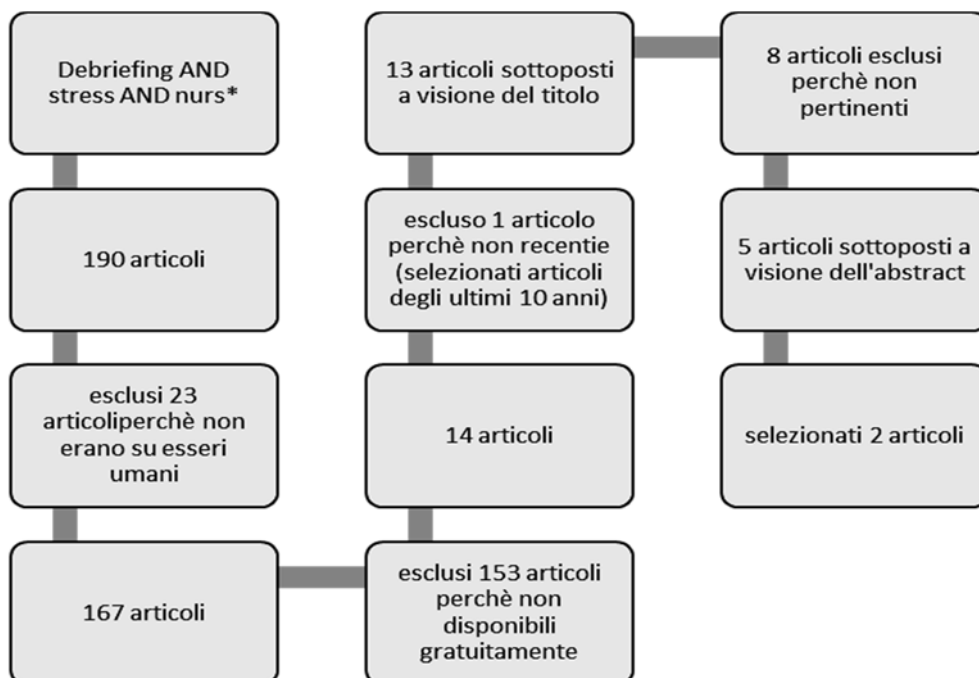 Debriefing AND
stress AND nurs*
190 articoli
esclusi 23
articoliperchè non
erano su esseri
umani
167 articoli
esclusi 153 articoli
perchè non
disponibili
gratuitamente
14 articoli
escluso 1 articolo
perchè non recentie
(selezionati articoli
degli ultimi 10 anni)
13 articoli sottoposti
a visione del titolo
8 articoli esclusi
perchè non
pertinenti
5 articoli sottoposti a
visione dell'abstract
selezionati 2 articoli